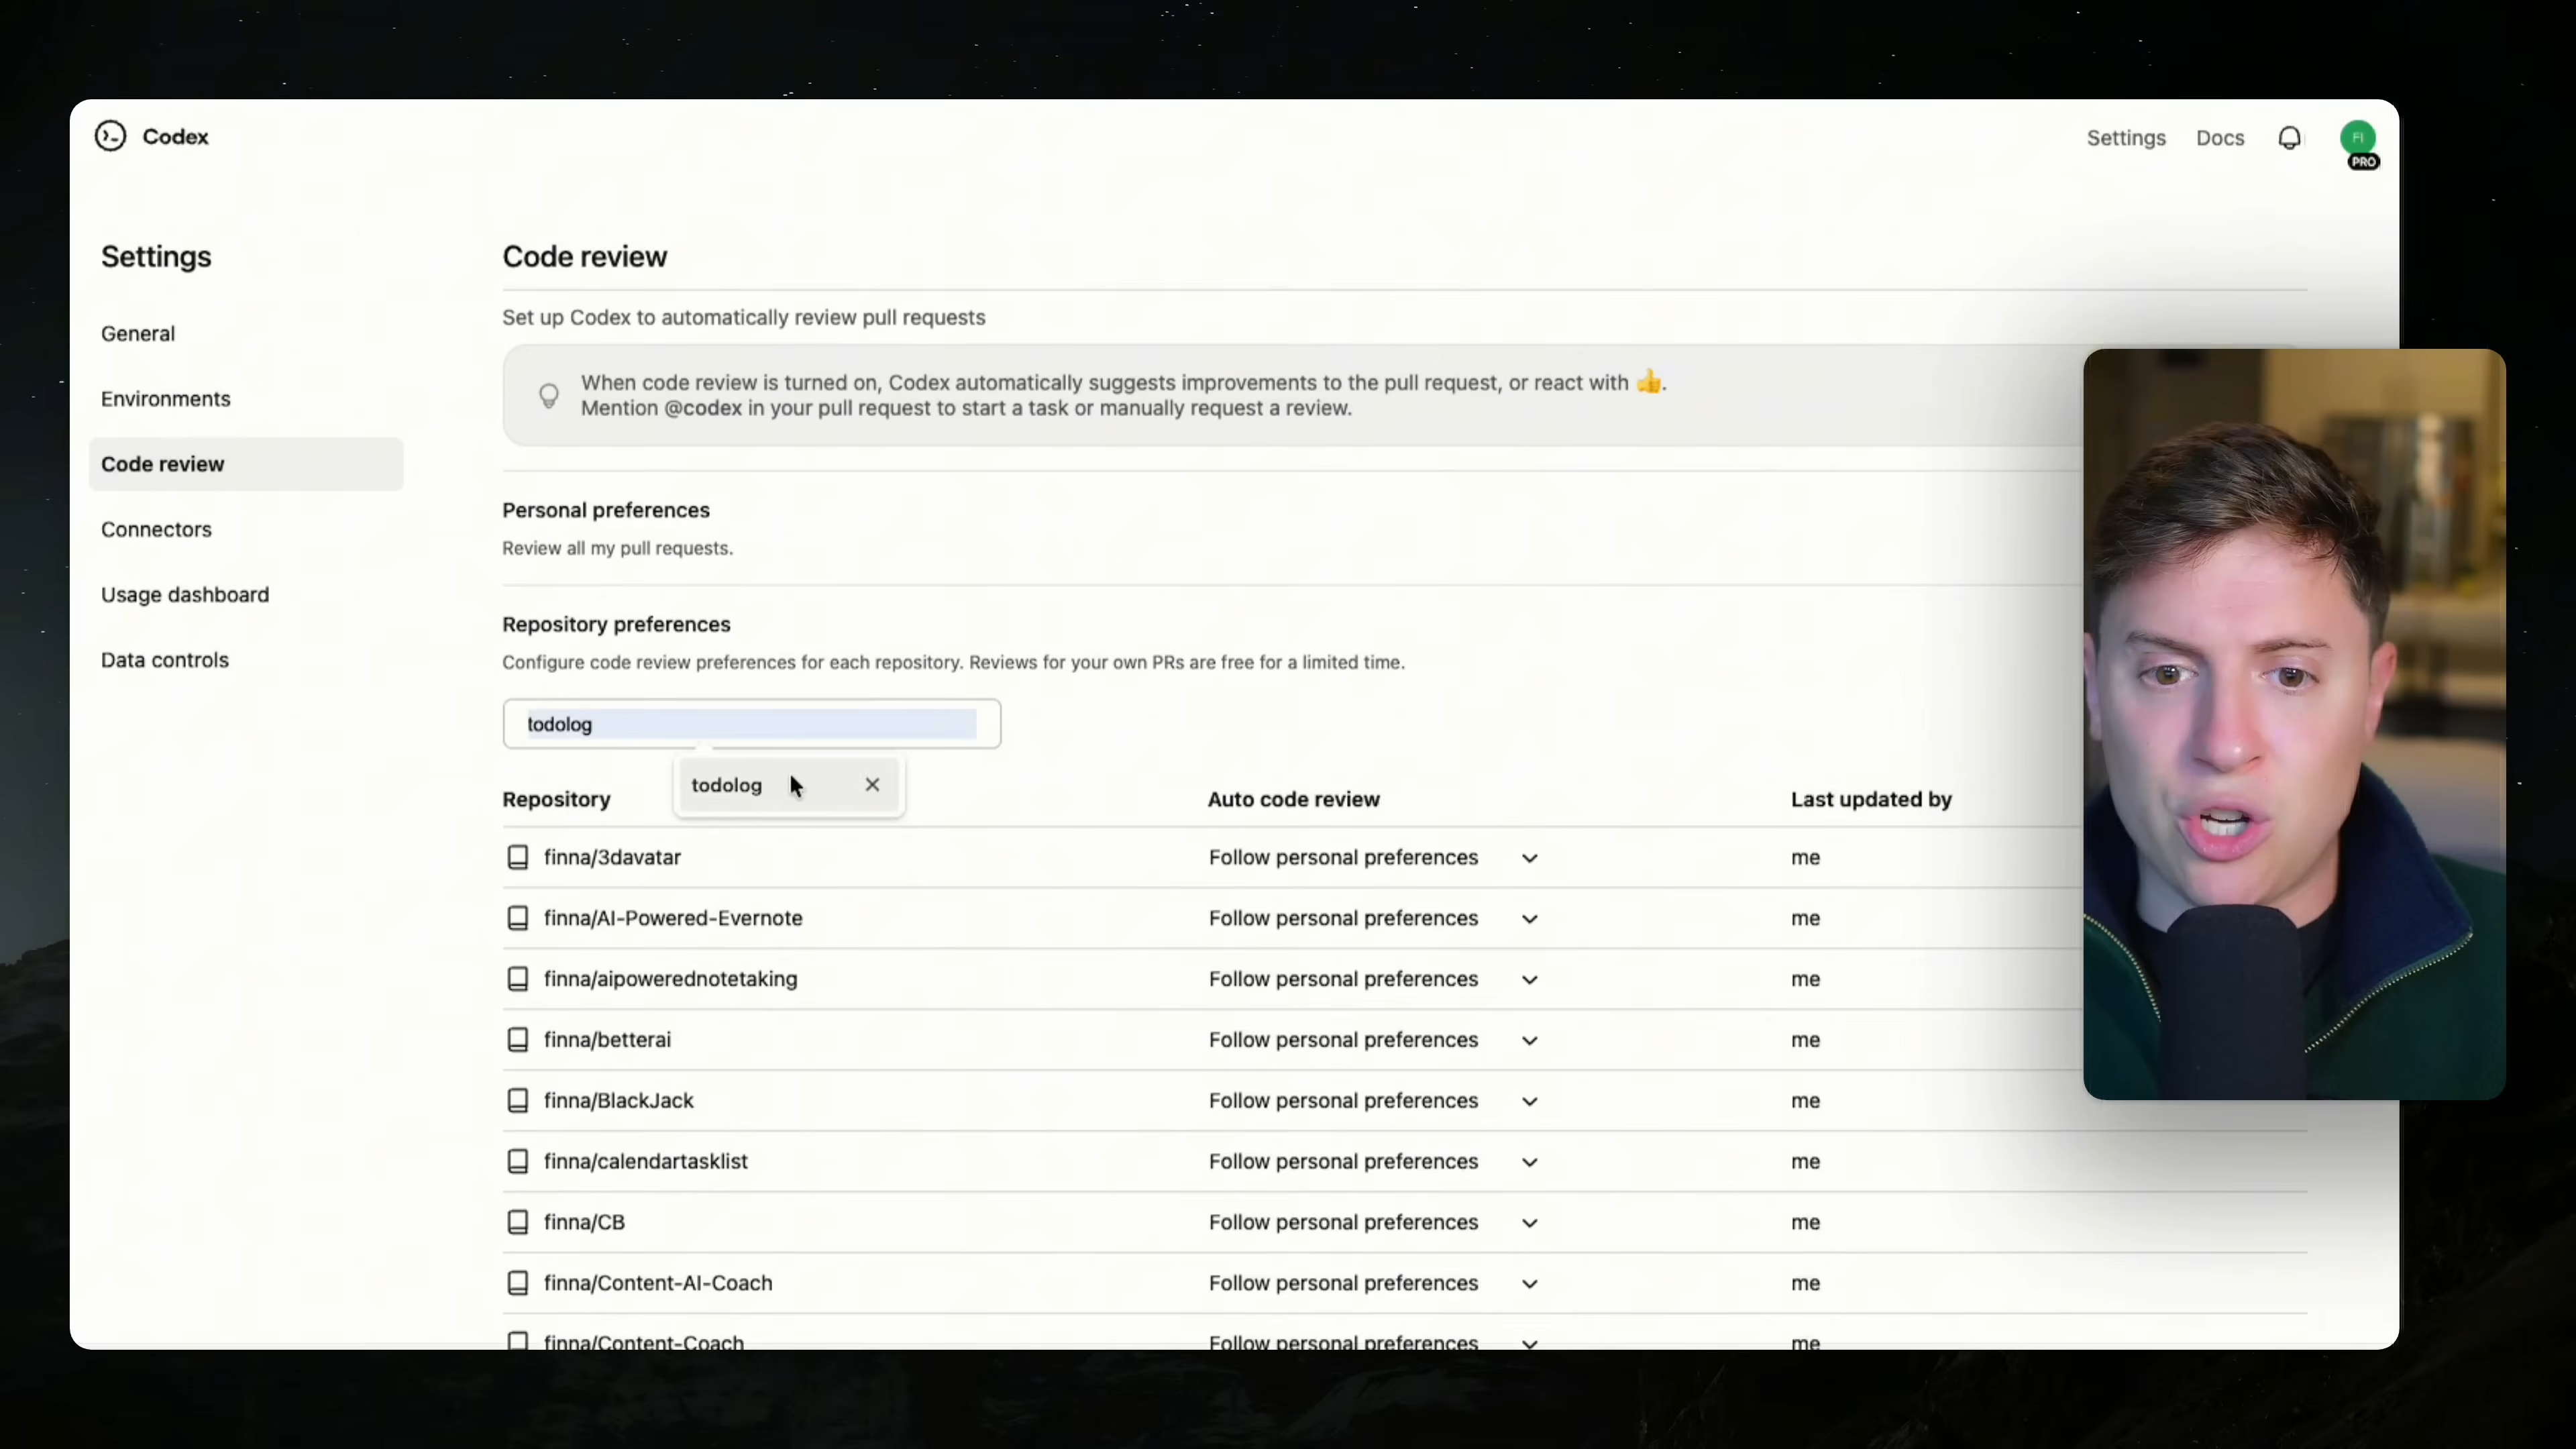 Codex
Settings
Docs
FI
PRO
Settings
General
Environments
Code review
Connectors
Usage dashboard
Data controls
Code review
Set up Codex to automatically review pull requests
When code review is turned on, Codex automatically suggests improvements to the pull request, or react with 👍.
Mention @codex in your pull request to start a task or manually request a review.
Personal preferences
Review all my pull requests.
Repository preferences
Configure code review preferences for each repository. Reviews for your own PRs are free for a limited time.
todolog
todolog
Repository Auto code review Last updated by
finna/3davatar Follow personal preferences me
finna/AI-Powered-Evernote Follow personal preferences me
finna/aipowerednotetaking Follow personal preferences me
finna/betterai Follow personal preferences me
finna/BlackJack Follow personal preferences me
finna/calendartasklist Follow personal preferences me
finna/CB Follow personal preferences me
finna/Content-AI-Coach Follow personal preferences me
finna/Content-Coach Follow personal preferences me